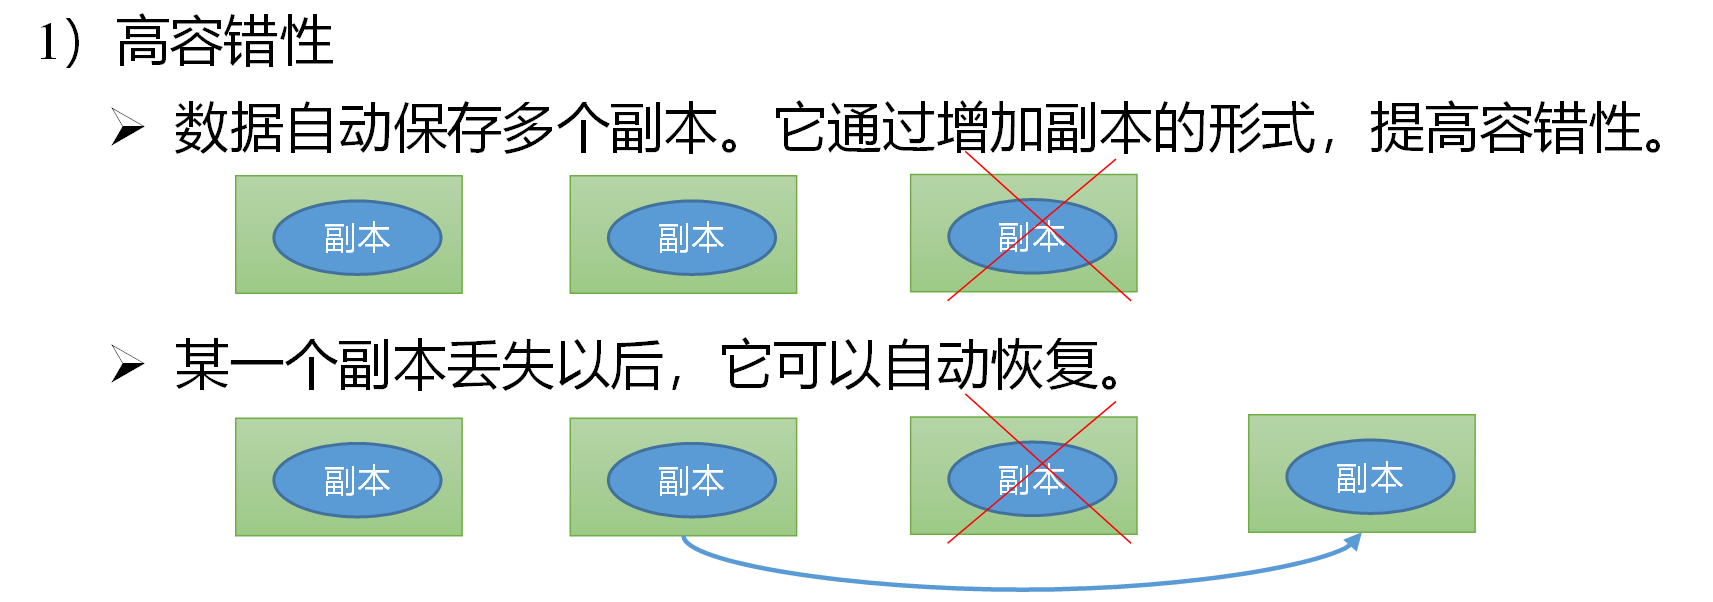 1）高容错性
➢ 数据自动保存多个副本。它通过增加副本的形式，提高容错性。
副本 副本 副本
➢ 某一个副本丢失以后，它可以自动恢复。
副本 副本 副本 副本